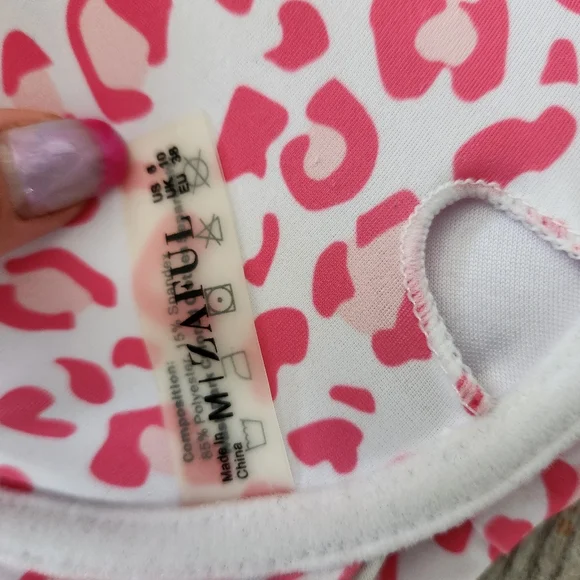 US 6
UK 10
EU 38
MIZAFUL
Made In
China
Composition:
85% Polyester, 15% Spandex